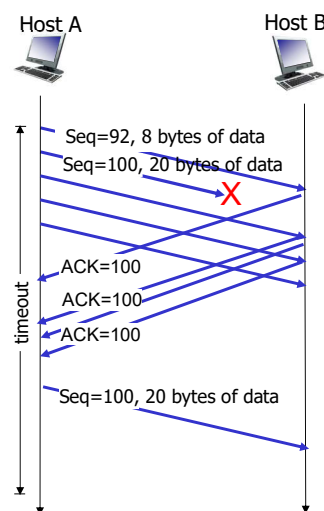 Host A
Host B
Seq=92, 8 bytes of data
Seq=100, 20 bytes of data
X
ACK=100
ACK=100
ACK=100
timeout
Seq=100, 20 bytes of data